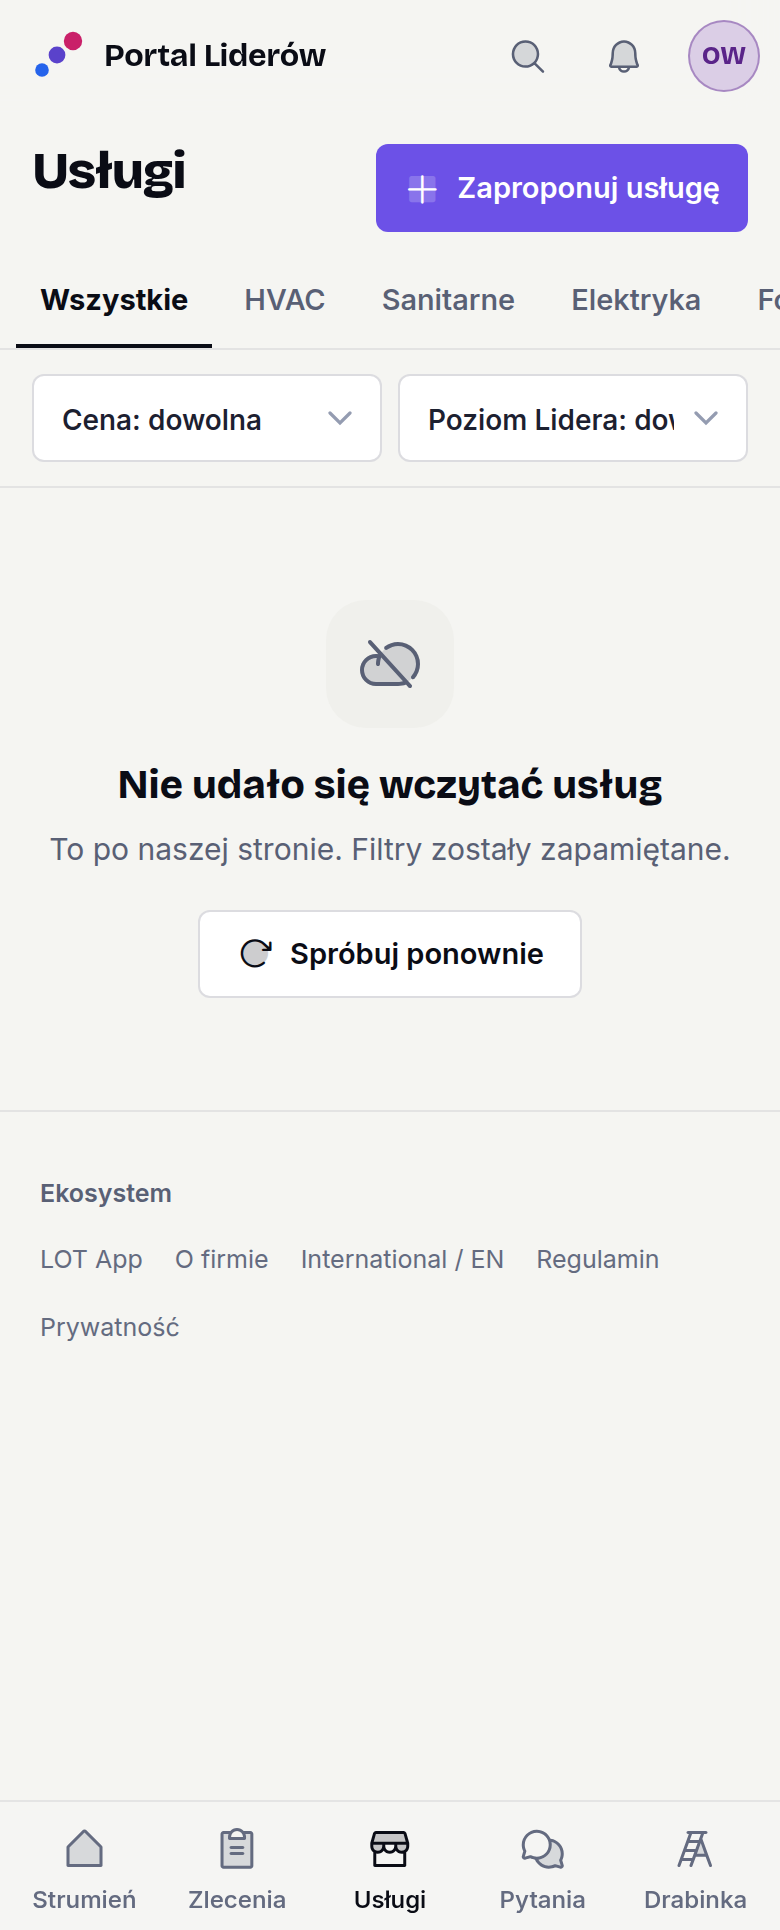 Portal Liderów
OW
Usługi
Zaproponuj usługę
Wszystkie HVAC Sanitarne Elektryka Fo
Cena: dowolna
Poziom Lidera: dow
Nie udało się wczytać usług
To po naszej stronie. Filtry zostały zapamiętane.
Spróbuj ponownie
Ekosystem
LOT App O firmie International / EN Regulamin
Prywatność
Strumień Zlecenia Usługi Pytania Drabinka